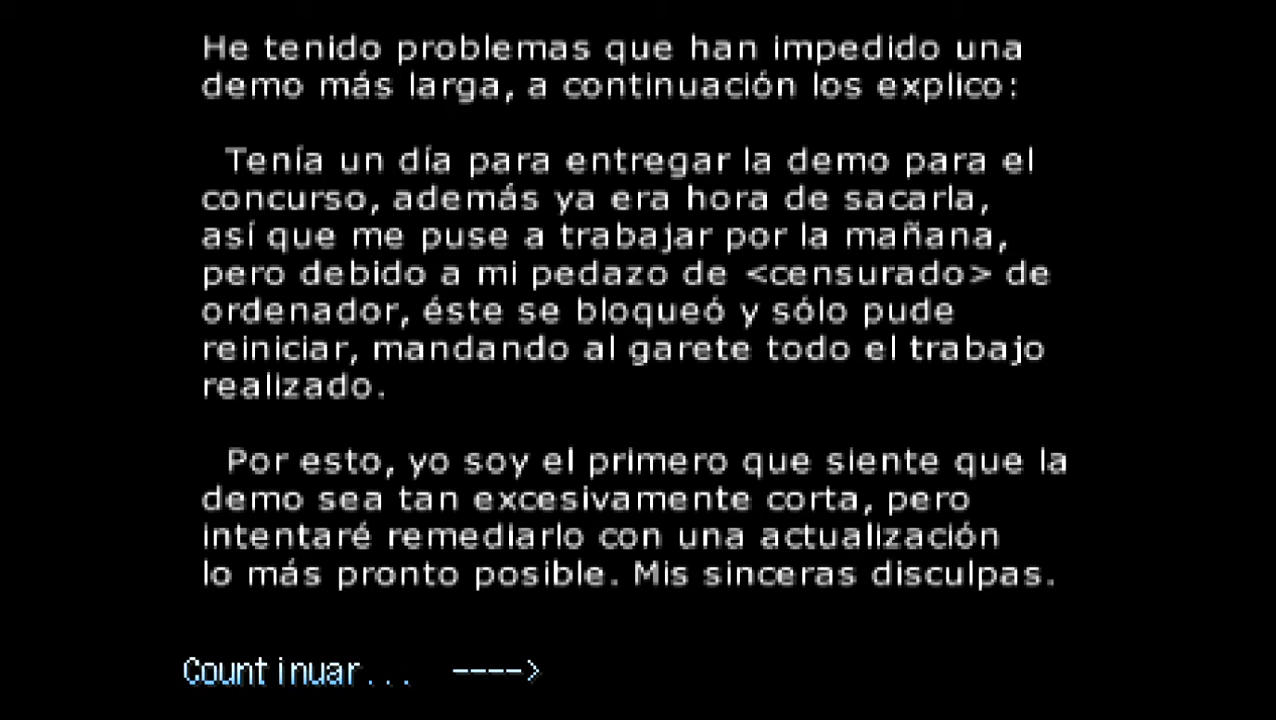 He tenido problemas que han impedido una
demo más larga, a continuación los explico:
Tenía un día para entregar la demo para el
concurso, además ya era hora de sacarla,
así que me puse a trabajar por la mañana,
pero debido a mi pedazo de <censurado> de
ordenador, éste se bloqueó y sólo pude
reiniciar, mandando al garete todo el trabajo
realizado.
Por esto, yo soy el primero que siente que la
demo sea tan excesivamente corta, pero
intentaré remediarlo con una actualización
lo más pronto posible. Mis sinceras disculpas.
Countinuar... ---->